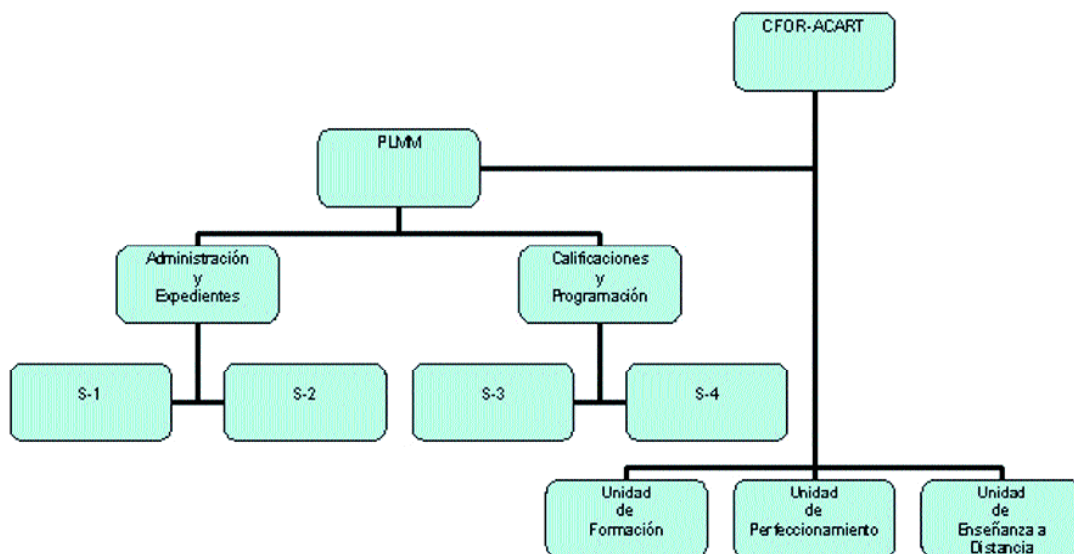 CFOR-ACART
PLMM
Administración
y
Expedientes
Calificaciones
y
Programación
S-1
S-2
S-3
S-4
Unidad
de
Formación
Unidad
de
Perfeccionamiento
Unidad
de
Enseñanza a
Distancia